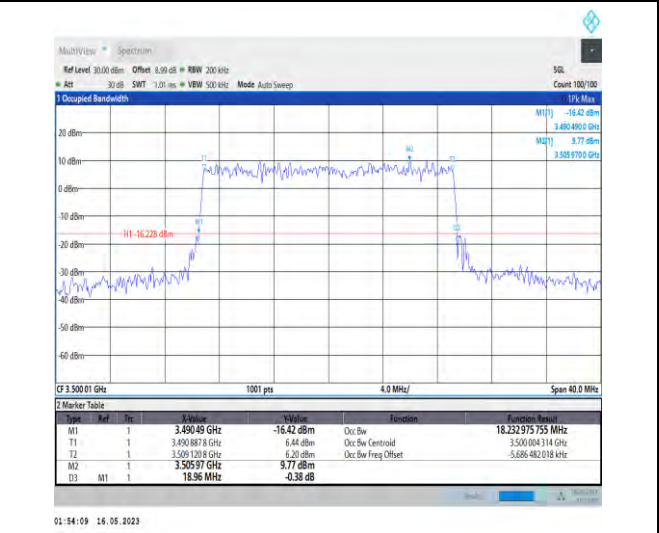 MultiView Spectrum
Ref Level 30.00 dBm Offset 8.99 dB RBW 200 kHz SGL
Att 30 dB SWT 1.01 ms VBW 500 kHz Mode Auto Sweep Count 100/100
1 Occupied Bandwidth 1Pk Max
M1[1] -16.42 dBm
3.490490 0 GHz
M2[1] 9.77 dBm
3.505 9700 GHz
20 dBm
M2
T1
10 dBm
0 dBm
-10 dBm
M1
H1 -16.228 dBm
-20 dBm
-30 dBm
-40 dBm
-50 dBm
-60 dBm
CF 3.500 01 GHz 1001 pts 4.0 MHz/ Span 40.0 MHz
2 Marker Table
Type Ref Trc X-Value Y-Value Function Function Result
M1 1 3.490 49 GHz -16.42 dBm Occ Bw 18.232 975 755 MHz
T1 1 3.490 887 8 GHz 6.44 dBm Occ Bw Centroid 3.500 004 314 GHz
T2 1 3.509 120 8 GHz 6.20 dBm Occ Bw Freq Offset -5.686 482 018 kHz
M2 1 3.505 97 GHz 9.77 dBm
D3 M1 1 18.96 MHz -0.38 dB
01:54:09 16.05.2023